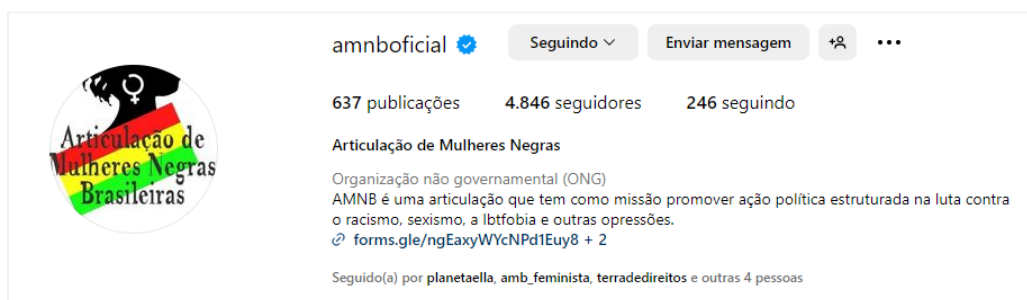 amnboficial
Seguindo
Enviar mensagem
637 publicações 4.846 seguidores 246 seguindo
Articulação de
Mulheres Negras
Brasileiras
Articulação de Mulheres Negras
Organização não governamental (ONG)
AMNB é uma articulação que tem como missão promover ação política estruturada na luta contra
o racismo, sexismo, a lbtfobia e outras opressões.
forms.gle/ngEaxyWYcNPd1Euy8 + 2
Seguido(a) por planetaella, amb_feminista, terradedireitos e outras 4 pessoas